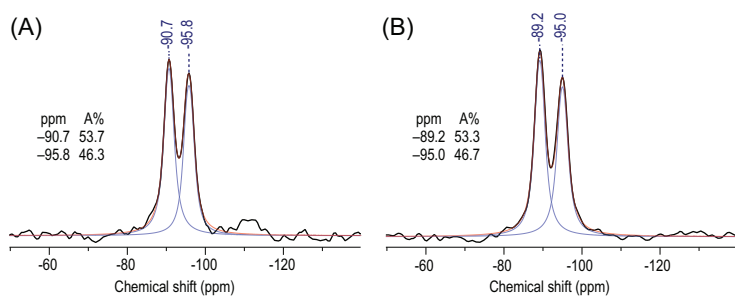 (A)
–90.7
–95.8
ppm A%
–90.7 53.7
–95.8 46.3
-60 -80 -100 -120
Chemical shift (ppm)
(B)
–89.2
–95.0
ppm A%
–89.2 53.3
–95.0 46.7
-60 -80 -100 -120
Chemical shift (ppm)